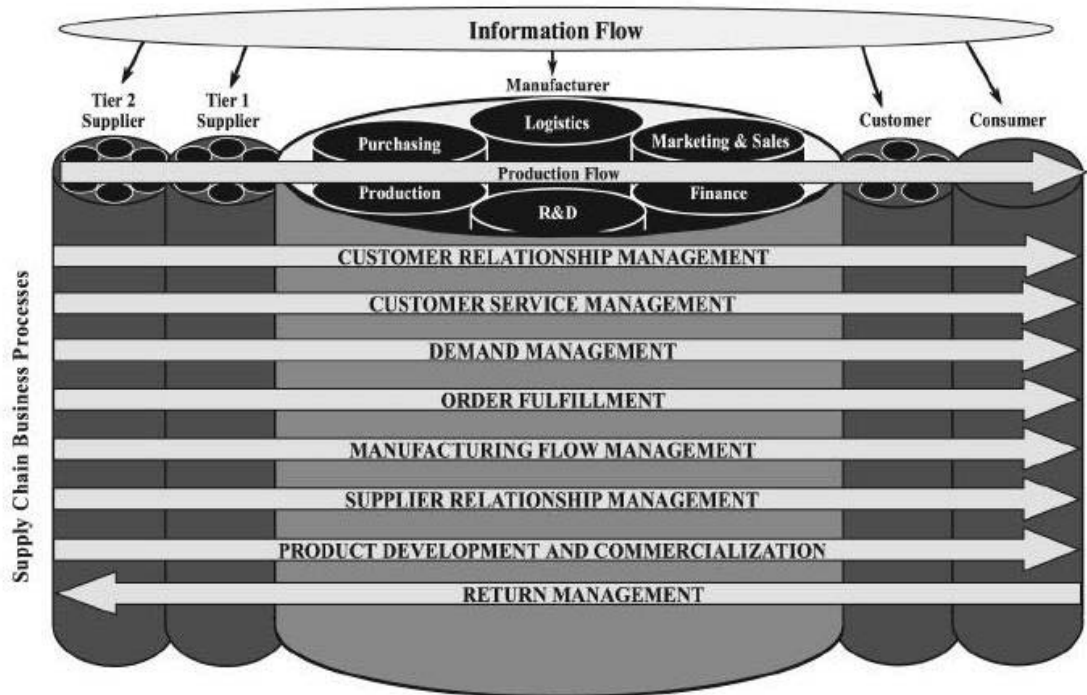 Information Flow
Manufacturer
Tier 2
Supplier
Tier 1
Supplier
Customer
Consumer
Logistics
Purchasing
Marketing & Sales
Production Flow
Production
Finance
R&D
CUSTOMER RELATIONSHIP MANAGEMENT
CUSTOMER SERVICE MANAGEMENT
DEMAND MANAGEMENT
ORDER FULFILLMENT
MANUFACTURING FLOW MANAGEMENT
SUPPLIER RELATIONSHIP MANAGEMENT
PRODUCT DEVELOPMENT AND COMMERCIALIZATION
RETURN MANAGEMENT
Supply Chain Business Processes